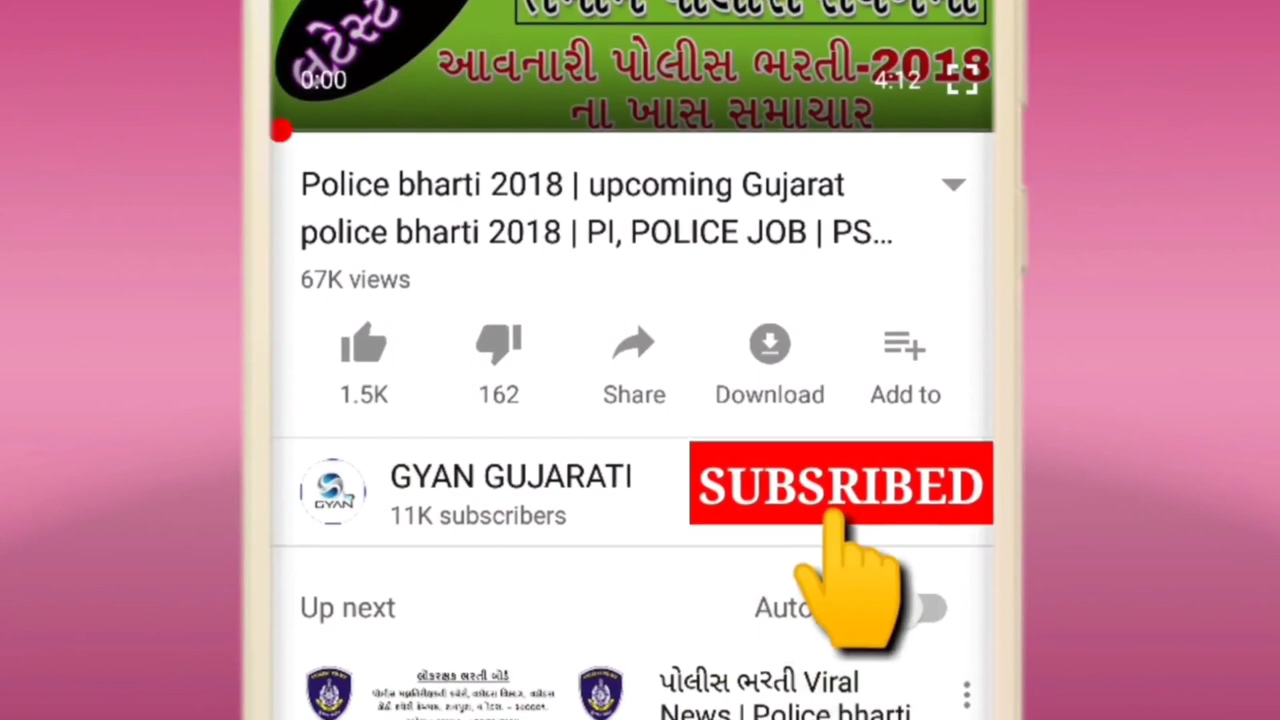 લેટેસ્ટ
આવનારી પોલીસ ભરતી-2018
ના ખાસ સમાચાર
0:00
4:12
Police bharti 2018 | upcoming Gujarat
police bharti 2018 | PI, POLICE JOB | PS...
67K views
1.5K
162
Share
Download
Add to
GYAN
GYAN GUJARATI
11K subscribers
SUBSRIBED
Up next
Auto
લોકરક્ષક ભરતી બોર્ડ
પોલીસ ભરતી Viral
News | Police bharti